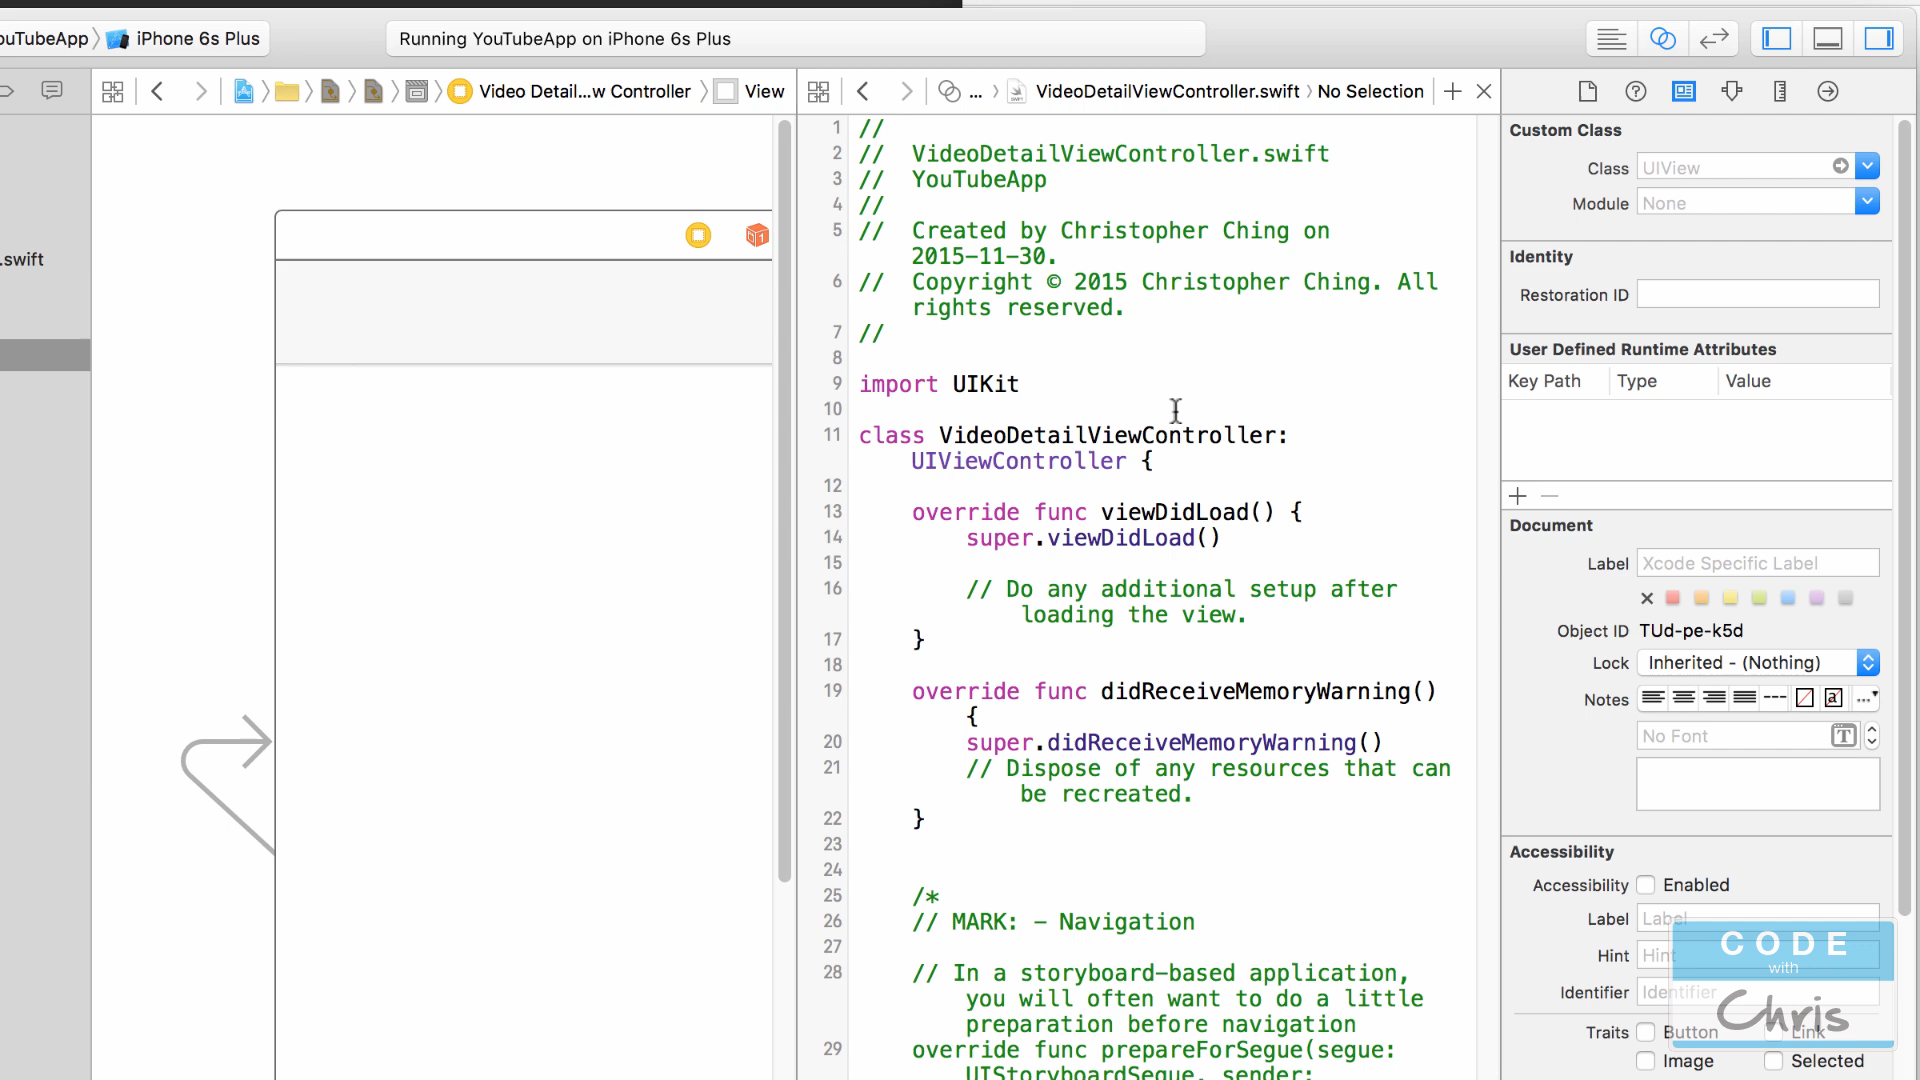 ouTubeApp
iPhone 6s Plus
Running YouTubeApp on iPhone 6s Plus
Video Detail...w Controller
View
...
VideoDetailViewController.swift
No Selection
.swift
1 //
2 // VideoDetailViewController.swift
3 // YouTubeApp
4 //
5 // Created by Christopher Ching on
2015-11-30.
6 // Copyright © 2015 Christopher Ching. All
rights reserved.
7 //
8
9 import UIKit
10
11 class VideoDetailViewController:
UIViewController {
12
13 override func viewDidLoad() {
14 super.viewDidLoad()
15
16 // Do any additional setup after
loading the view.
17 }
18
19 override func didReceiveMemoryWarning()
{
20 super.didReceiveMemoryWarning()
21 // Dispose of any resources that can
be recreated.
22 }
23
24
25 /*
26 // MARK: - Navigation
27
28 // In a storyboard-based application,
you will often want to do a little
preparation before navigation
29 override func prepareForSegue(segue:
UIStoryboardSegue, sender:
Custom Class
Class UIView
Module None
Identity
Restoration ID
User Defined Runtime Attributes
Key Path Type Value
Document
Label Xcode Specific Label
Object ID TUd-pe-k5d
Lock Inherited - (Nothing)
Notes
No Font
Accessibility
Accessibility Enabled
Label Label
Hint Hint
Identifier Identifier
Traits Button Link
Image Selected
CODE
with
Chris